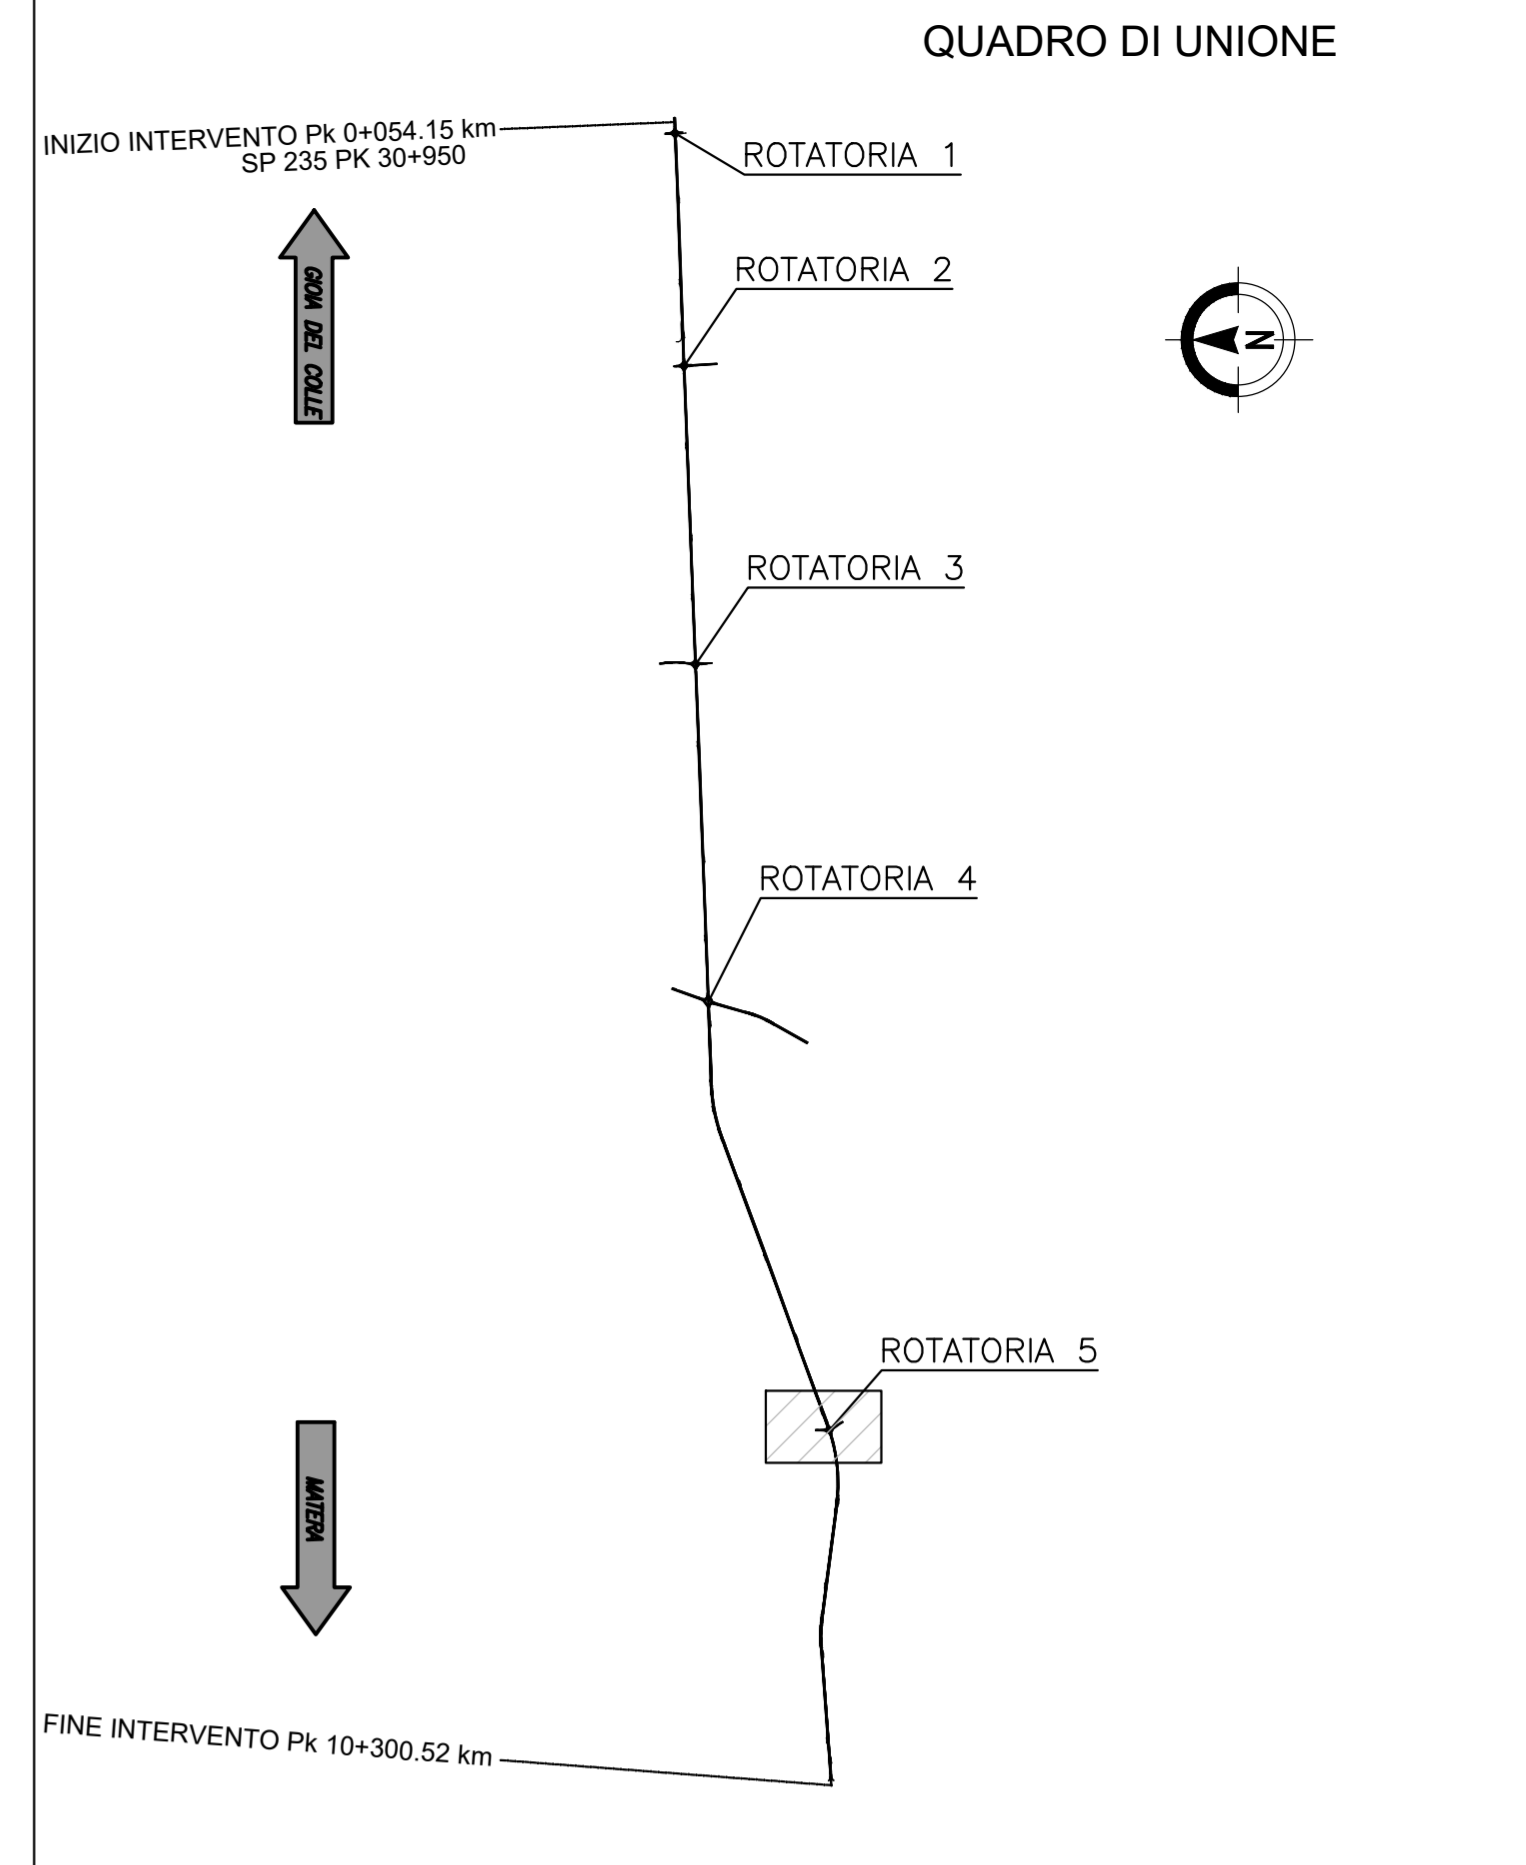 QUADRO DI UNIONE
INIZIO INTERVENTO Pk 0+054.15 km
SP 235 PK 30+950
ROTATORIA 1
GIOIA DEL COLLE
ROTATORIA 2
N
ROTATORIA 3
ROTATORIA 4
ROTATORIA 5
MATERA
FINE INTERVENTO Pk 10+300.52 km